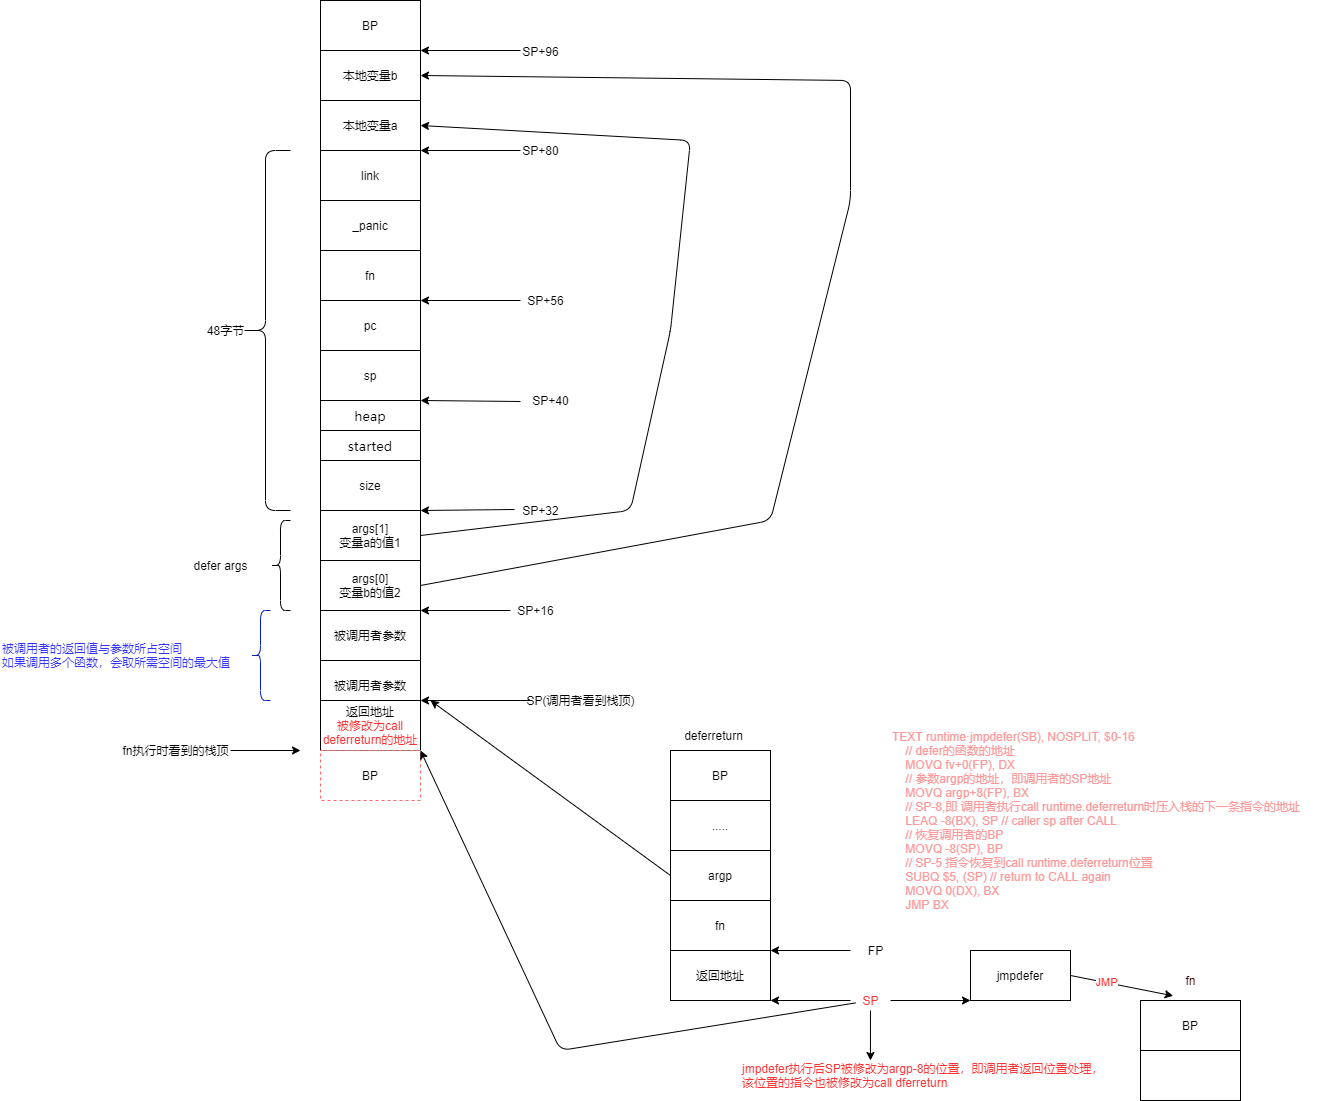 BP
SP+96
本地变量b
本地变量a
SP+80
link
_panic
fn
SP+56
48字节
pc
sp
SP+40
heap
started
size
SP+32
args[1]
变量a的值1
defer args
args[0]
变量b的值2
SP+16
被调用者参数
被调用者的返回值与参数所占空间
如果调用多个函数，会取所需空间的最大值
被调用者参数
SP(调用者看到栈顶)
返回地址
被修改为call
deferreturn的地址
fn执行时看到的栈顶
BP
deferreturn
BP
.....
argp
fn
FP
返回地址
SP
TEXT runtime·jmpdefer(SB), NOSPLIT, $0-16
// defer的函数的地址
MOVQ fv+0(FP), DX
// 参数argp的地址，即调用者的SP地址
MOVQ argp+8(FP), BX
// SP-8,即 调用者执行call runtime.deferreturn时压入栈的下一条指令的地址
LEAQ -8(BX), SP // caller sp after CALL
// 恢复调用者的BP
MOVQ -8(SP), BP
// SP-5 指令恢复到call runtime.deferreturn位置
SUBQ $5, (SP) // return to CALL again
MOVQ 0(DX), BX
JMP BX
jmpdefer
JMP
fn
BP
jmpdefer执行后SP被修改为argp-8的位置，即调用者返回位置处理，
该位置的指令也被修改为call dferreturn